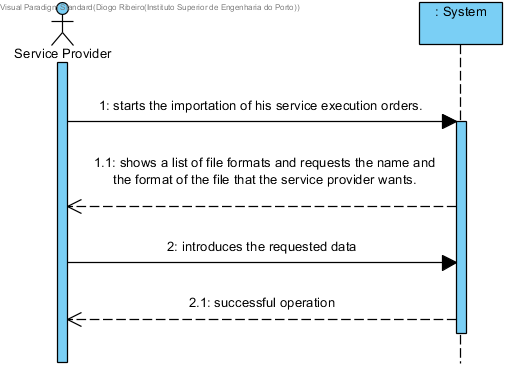 Visual Paradigm Standard(Diogo Ribeiro(Instituto Superior de Engenharia do Porto))
: System
Service Provider
1: starts the importation of his service execution orders.
1.1: shows a list of file formats and requests the name and
the format of the file that the service provider wants.
2: introduces the requested data
2.1: successful operation